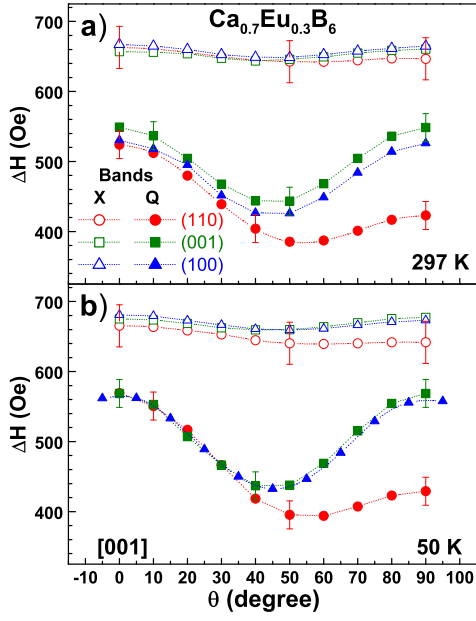 Ca0.7Eu0.3B6
a)
700
600
500
400
ΔH (Oe)
Bands
X Q
(110)
(001)
(100)
297 K
b)
700
600
500
400
ΔH (Oe)
[001]
50 K
-10 0 10 20 30 40 50 60 70 80 90 100
θ (degree)